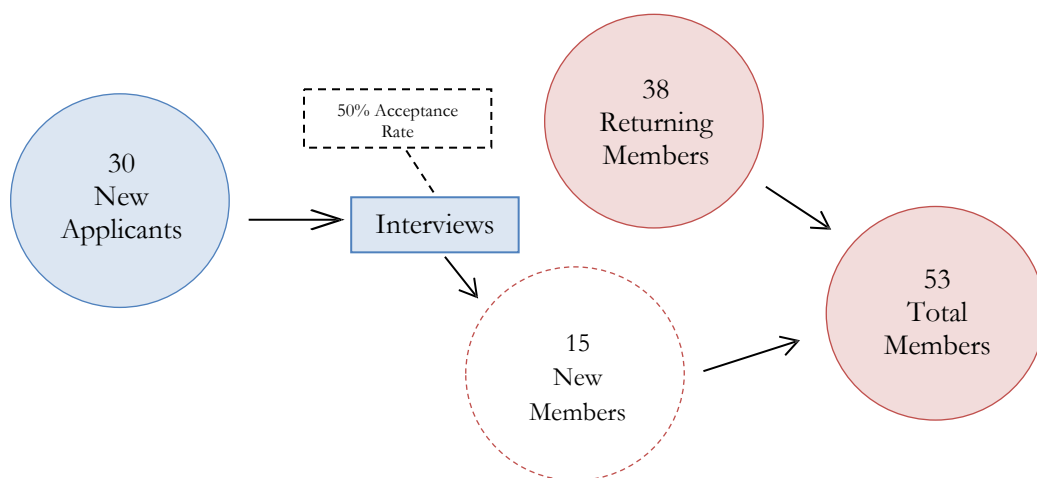 30
New
Applicants
50% Acceptance
Rate
Interviews
38
Returning
Members
15
New
Members
53
Total
Members